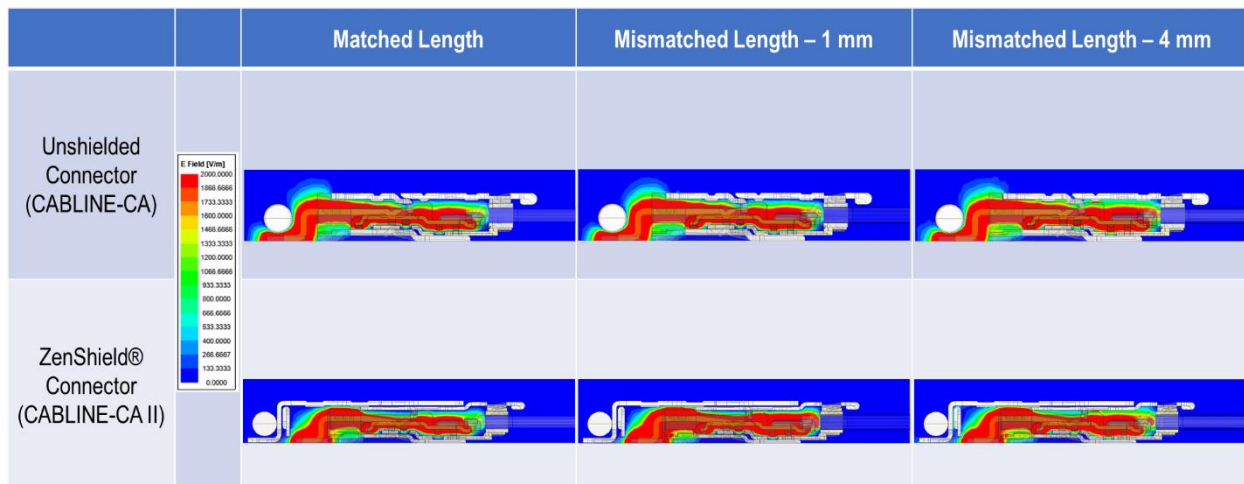 Matched Length
Mismatched Length – 1 mm
Mismatched Length – 4 mm
Unshielded
Connector
(CABLINE-CA)
E Field [V/m]
2000.0000
1866.6666
1733.3333
1600.0000
1466.6666
1333.3333
1200.0000
1066.6666
933.3333
800.0000
666.6666
533.3333
400.0000
266.6667
133.3333
0.0000
ZenShield®
Connector
(CABLINE-CA II)